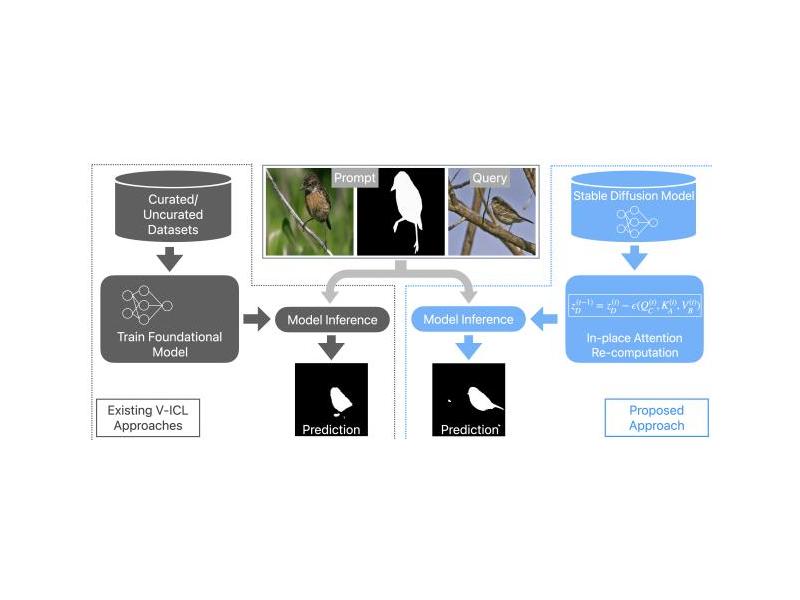 Prompt
Query
Curated/
Uncurated
Datasets
Stable Diffusion Model
Train Foundational
Model
Model Inference
Model Inference
z_D^{(t-1)} = z_D^{(t)} − ϵ(Q_C^{(t)}, K_A^{(t)}, V_B^{(t)})
In-place Attention
Re-computation
Existing V-ICL
Approaches
Prediction
Prediction
Proposed
Approach